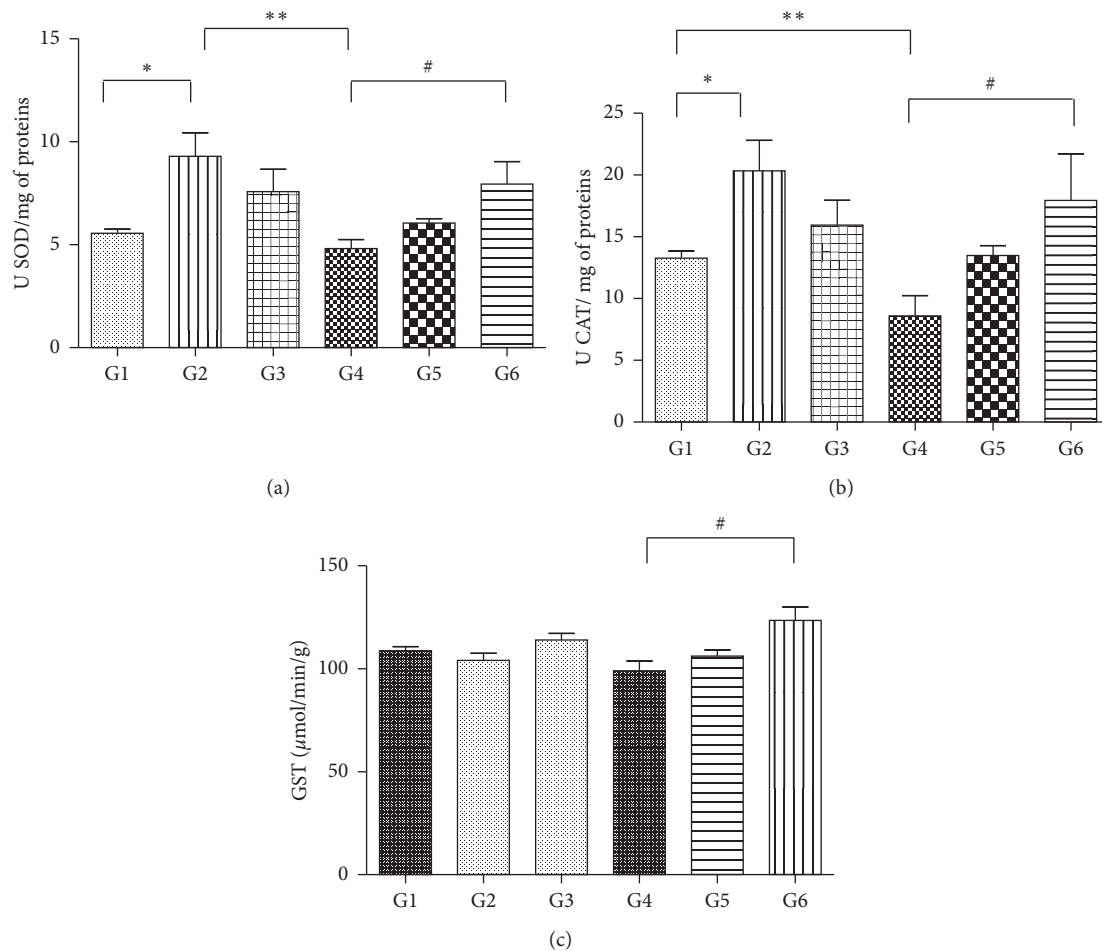 **
*
#
15
10
5
0
U SOD/mg of proteins
G1 G2 G3 G4 G5 G6
(a)
**
*
#
25
20
15
10
5
0
U CAT/ mg of proteins
G1 G2 G3 G4 G5 G6
(b)
#
150
100
50
0
GST (μmol/min/g)
G1 G2 G3 G4 G5 G6
(c)